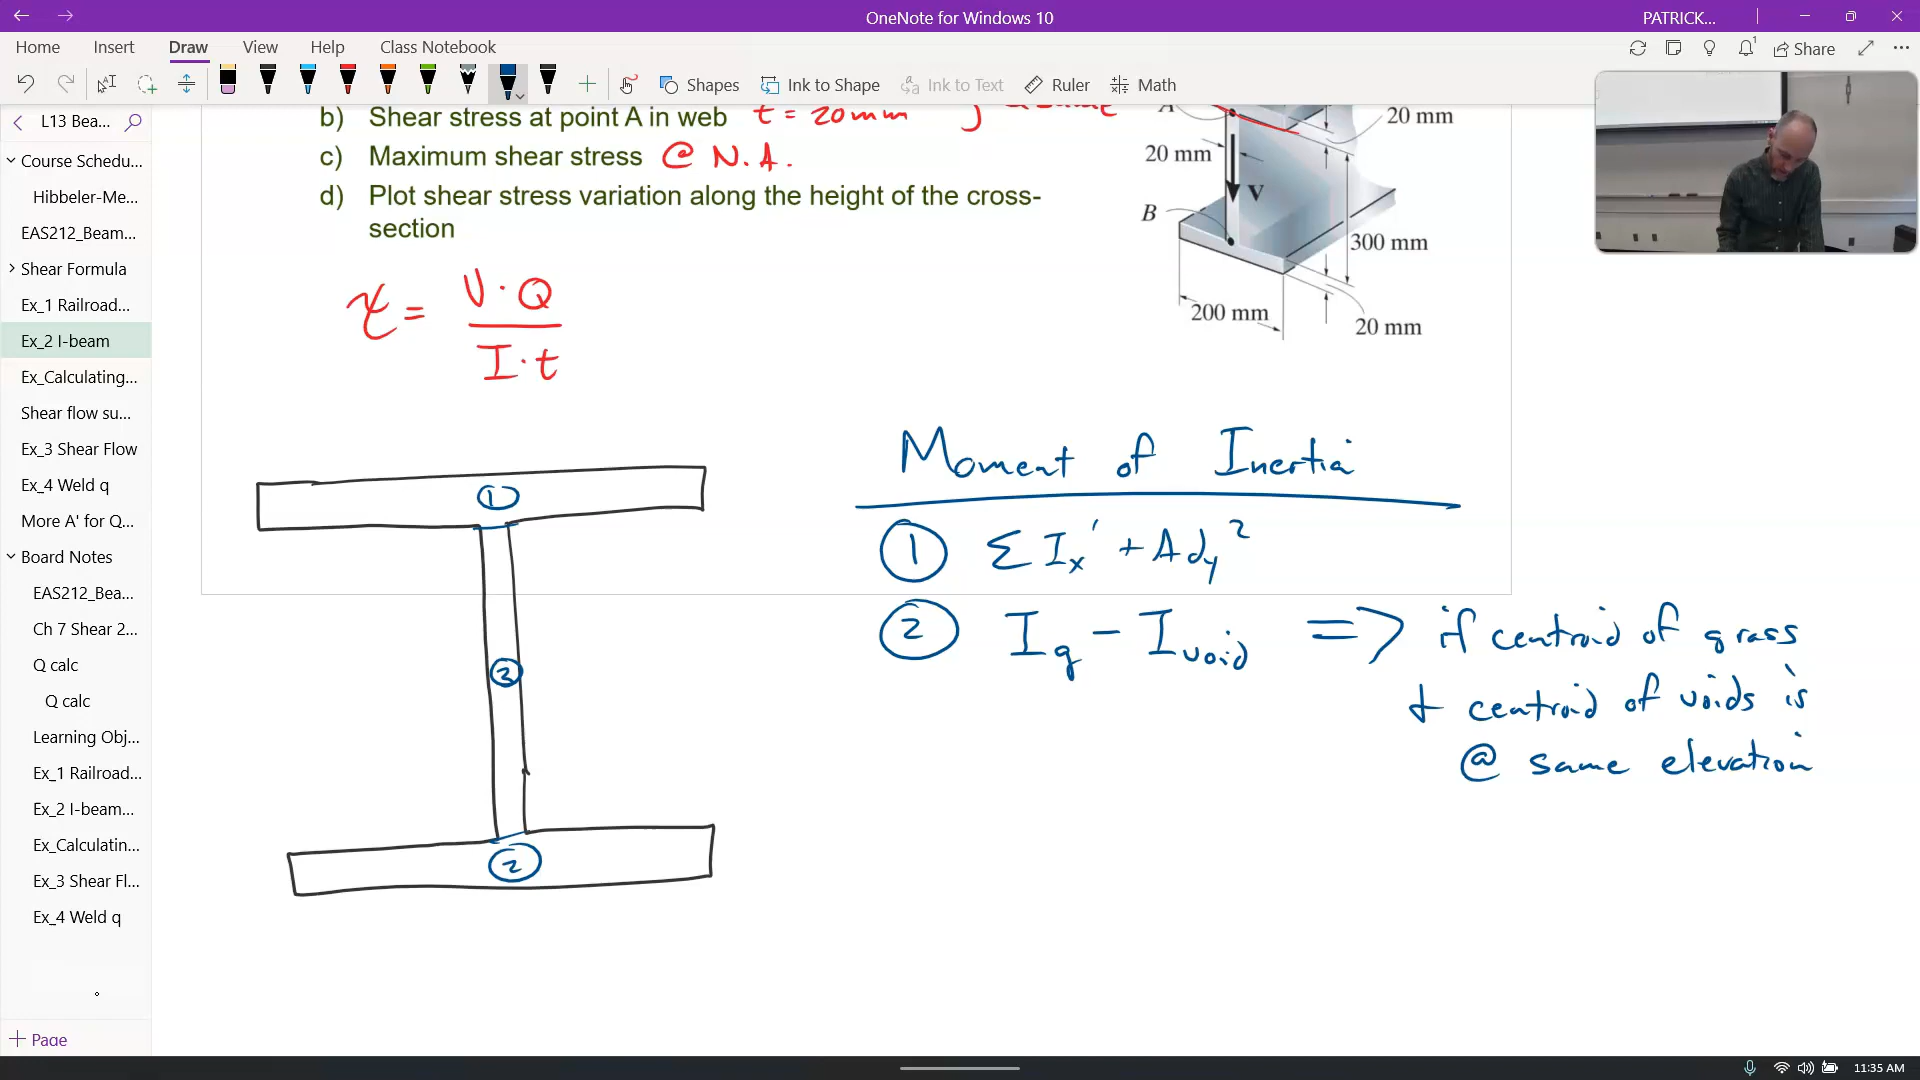 OneNote for Windows 10
PATRICK...
Home Insert Draw View Help Class Notebook
Share
Shapes Ink to Shape Ink to Text Ruler Math
L13 Bea...
Course Schedu...
Hibbeler-Me...
EAS212_Beam...
Shear Formula
Ex_1 Railroad...
Ex_2 I-beam
Ex_Calculating...
Shear flow su...
Ex_3 Shear Flow
Ex_4 Weld q
More A' for Q...
Board Notes
EAS212_Bea...
Ch 7 Shear 2...
Q calc
Q calc
Learning Obj...
Ex_1 Railroad...
Ex_2 I-beam...
Ex_Calculatin...
Ex_3 Shear Fl...
Ex_4 Weld q
+ Page
b) Shear stress at point A in web t = 20mm
c) Maximum shear stress @ N.A.
d) Plot shear stress variation along the height of the cross-
section
A
20 mm
20 mm
V
B
300 mm
200 mm
20 mm
τ = V·Q / I·t
1
3
2
Moment of Inertia
1 Σ Ix' + Ady²
2 Ig - Ivoid => if centroid of gross
+ centroid of voids is
@ same elevation
11:35 AM